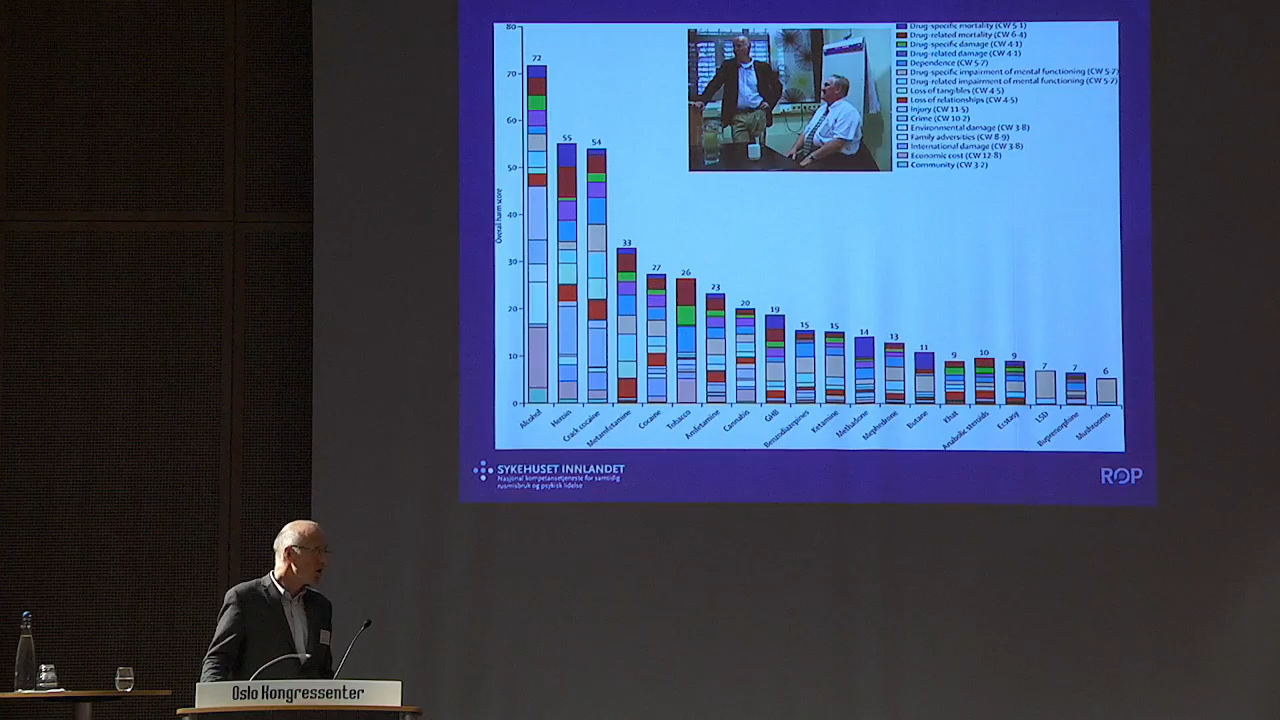 80
70
60
50
40
30
20
10
0
Overall harm score
72
55
54
33
27
26
23
20
19
15
15
14
13
11
9
10
9
7
7
6
Alcohol
Heroin
Crack cocaine
Metamfetamine
Cocaine
Tobacco
Amfetamine
Cannabis
GHB
Benzodiazepines
Ketamine
Methadone
Mephedrone
Butane
Khat
Anabolic steroids
Ecstasy
LSD
Buprenorphine
Mushrooms
Drug-specific mortality (CW 5·1)
Drug-related mortality (CW 6·4)
Drug-specific damage (CW 4·1)
Drug-related damage (CW 4·1)
Dependence (CW 5·7)
Drug-specific impairment of mental functioning (CW 5·7)
Drug-related impairment of mental functioning (CW 5·7)
Loss of tangibles (CW 4·5)
Loss of relationships (CW 4·5)
Injury (CW 11·5)
Crime (CW 10·2)
Environmental damage (CW 3·8)
Family adversities (CW 8·9)
International damage (CW 3·8)
Economic cost (CW 12·8)
Community (CW 3·2)
SYKEHUSET INNLANDET
Nasjonal kompetansetjeneste for samtidig
rusmisbruk og psykisk lidelse
ROP
Oslo Kongressenter